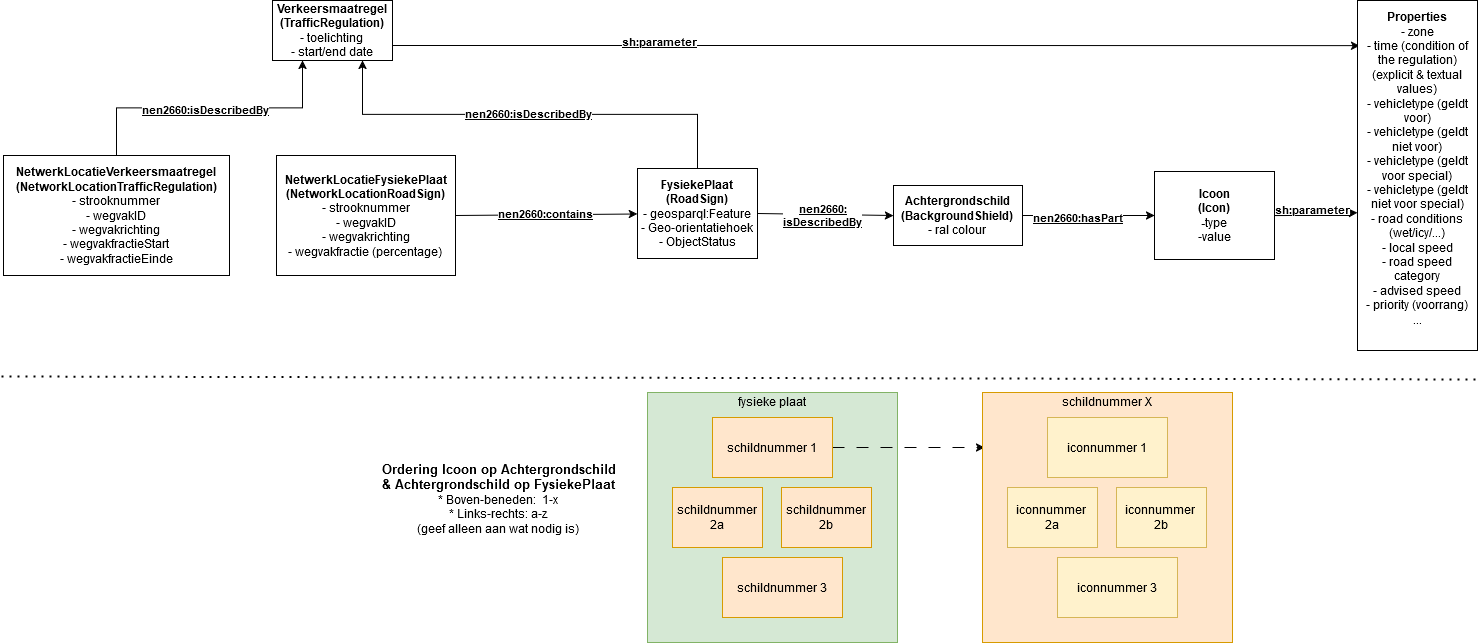 Verkeersmaatregel
(TrafficRegulation)
- toelichting
- start/end date
sh:parameter
nen2660:isDescribedBy
nen2660:isDescribedBy
NetwerkLocatieVerkeersmaatregel
(NetworkLocationTrafficRegulation)
- strooknummer
- wegvakID
- wegvakrichting
- wegvakfractieStart
- wegvakfractieEinde
NetwerkLocatieFysiekePlaat
(NetworkLocationRoadSign)
- strooknummer
- wegvakID
- wegvakrichting
- wegvakfractie (percentage)
nen2660:contains
FysiekePlaat
(RoadSign)
- geosparql:Feature
- Geo-orientatiehoek
- ObjectStatus
nen2660:
isDescribedBy
Achtergrondschild
(BackgroundShield)
- ral colour
nen2660:hasPart
Icoon
(Icon)
-type
-value
sh:parameter
Properties
- zone
- time (condition of
the regulation)
(explicit & textual
values)
- vehicletype (geldt
voor)
- vehicletype (geldt
niet voor)
- vehicletype (geldt
voor special)
- vehicletype (geldt
niet voor special)
- road conditions
(wet/icy/...)
- local speed
- road speed
category
- advised speed
- priority (voorrang)
...
Ordering Icoon op Achtergrondschild
& Achtergrondschild op FysiekePlaat
* Boven-beneden: 1-x
* Links-rechts: a-z
(geef alleen aan wat nodig is)
fysieke plaat
schildnummer 1
schildnummer
2a
schildnummer
2b
schildnummer 3
schildnummer X
iconnummer 1
iconnummer
2a
iconnummer
2b
iconnummer 3